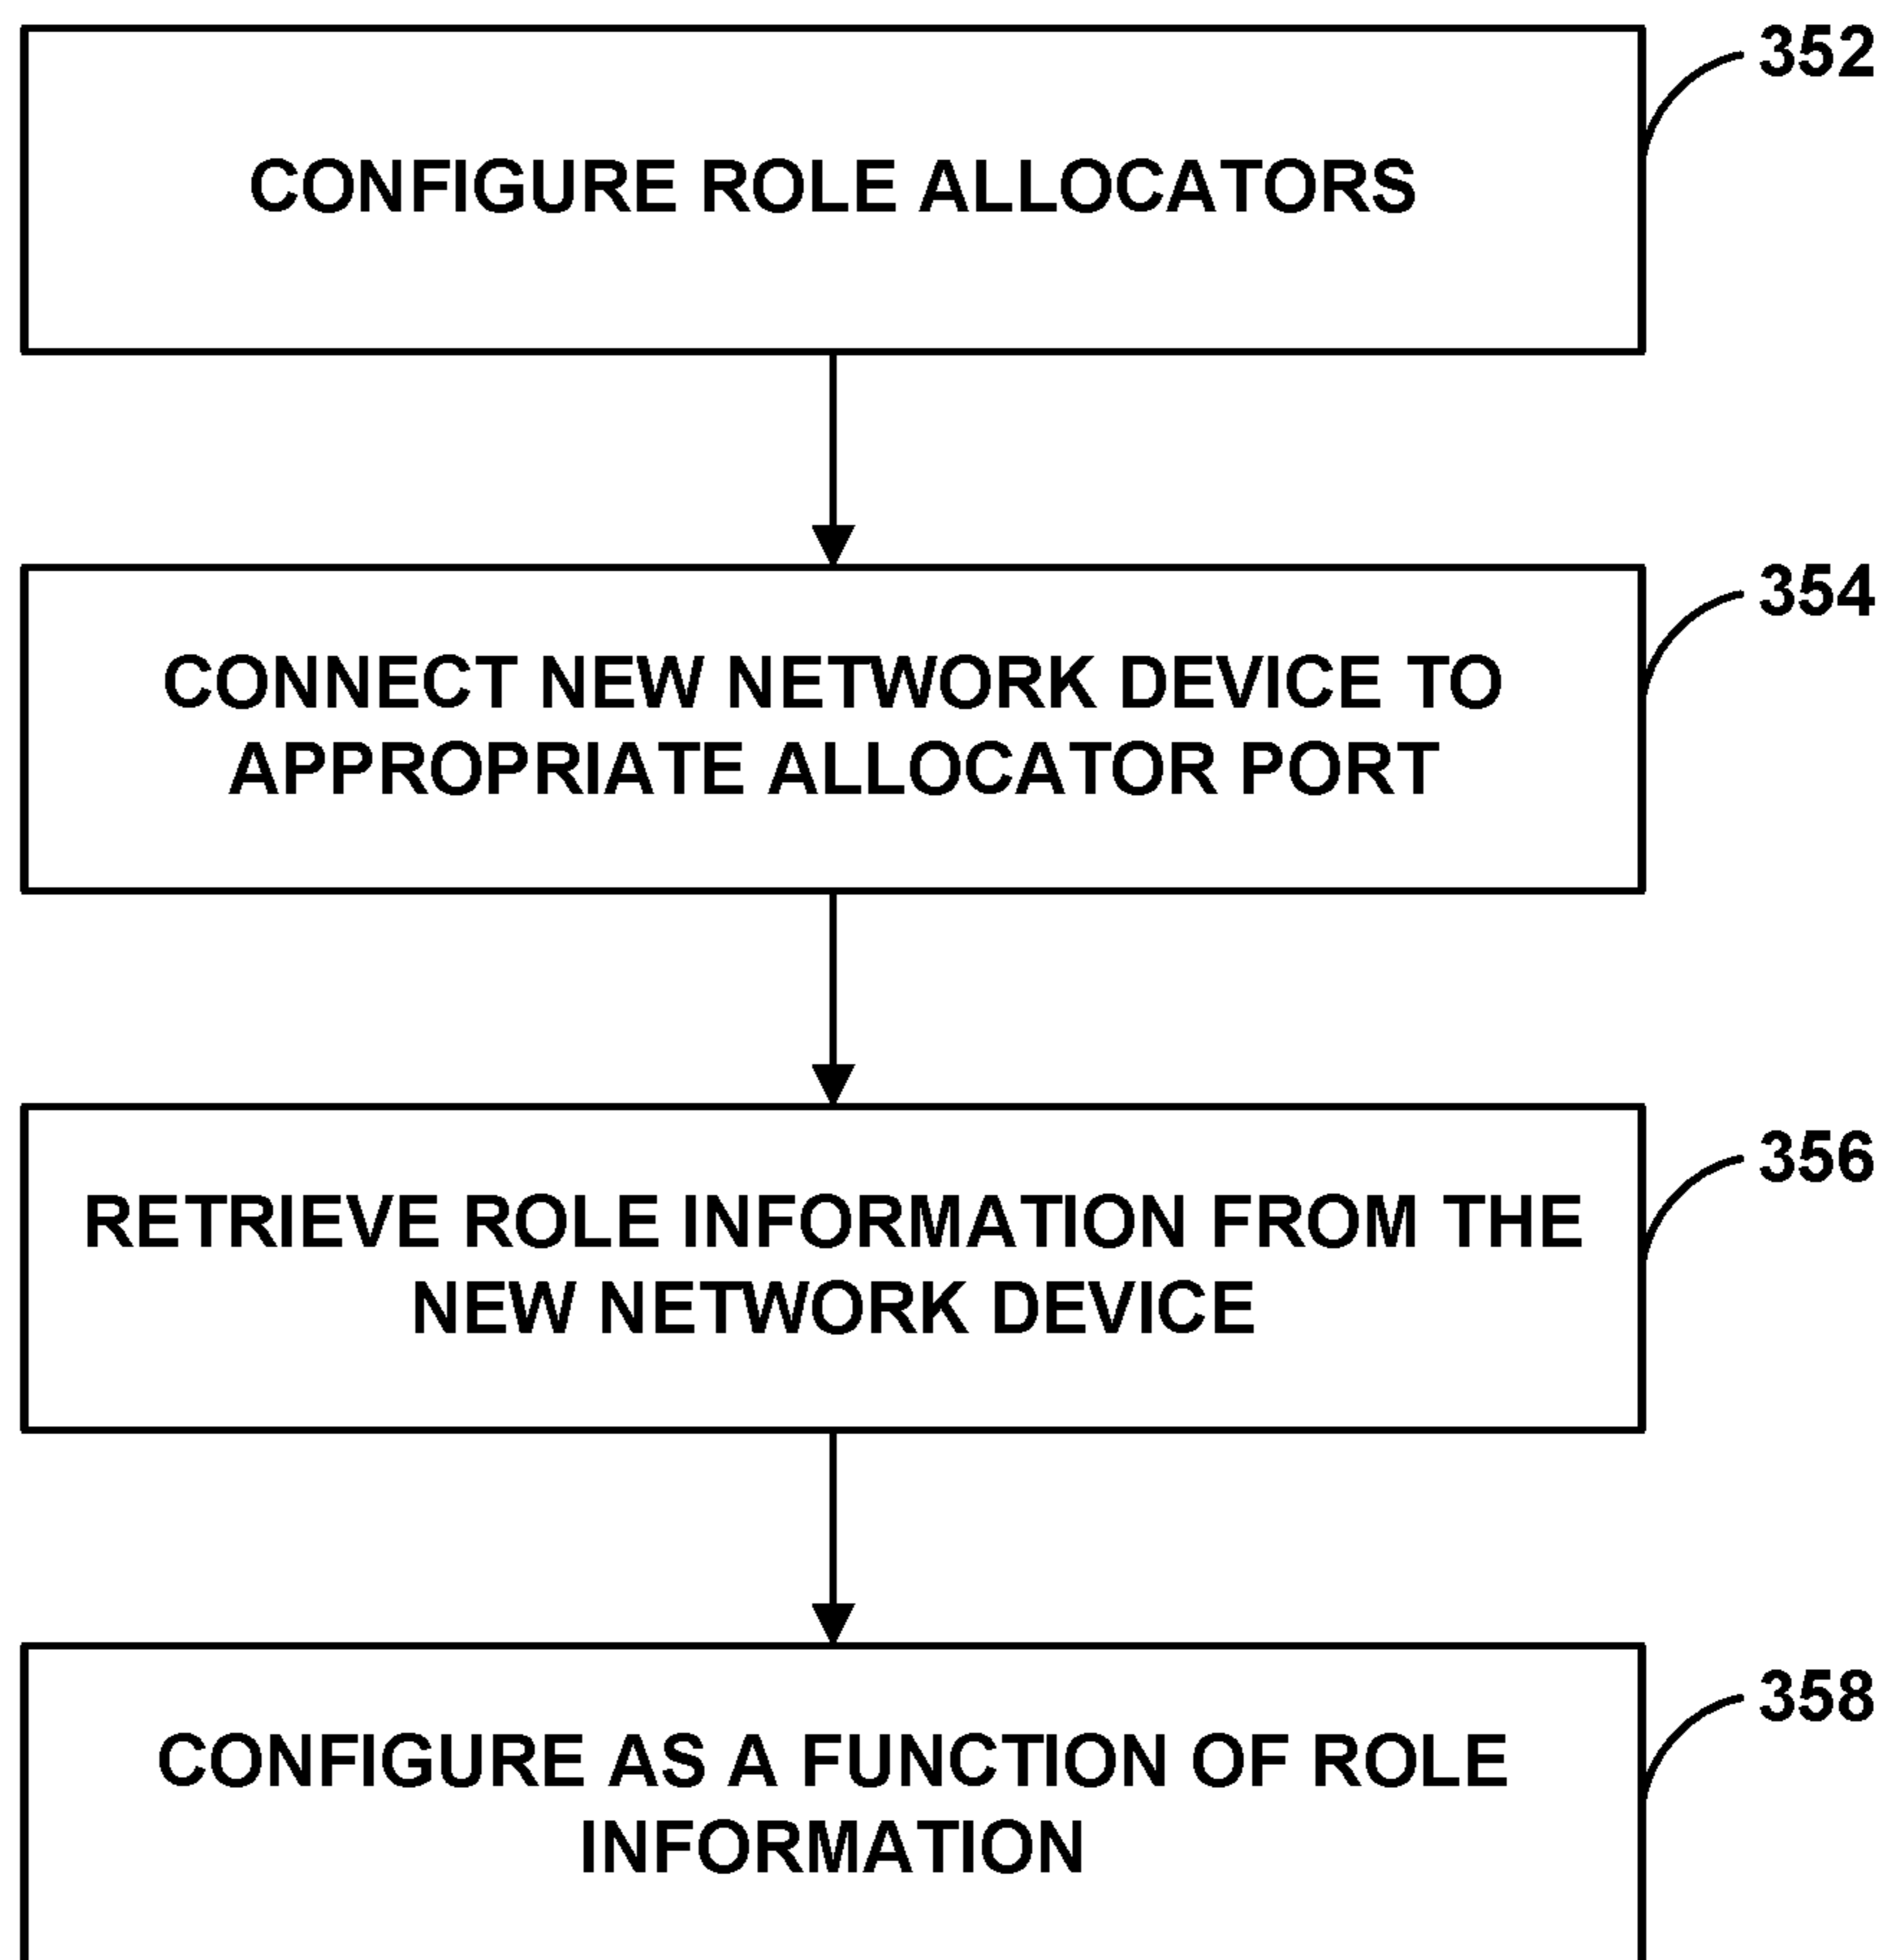 352
CONFIGURE ROLE ALLOCATORS
354
CONNECT NEW NETWORK DEVICE TO
APPROPRIATE ALLOCATOR PORT
356
RETRIEVE ROLE INFORMATION FROM THE
NEW NETWORK DEVICE
358
CONFIGURE AS A FUNCTION OF ROLE
INFORMATION